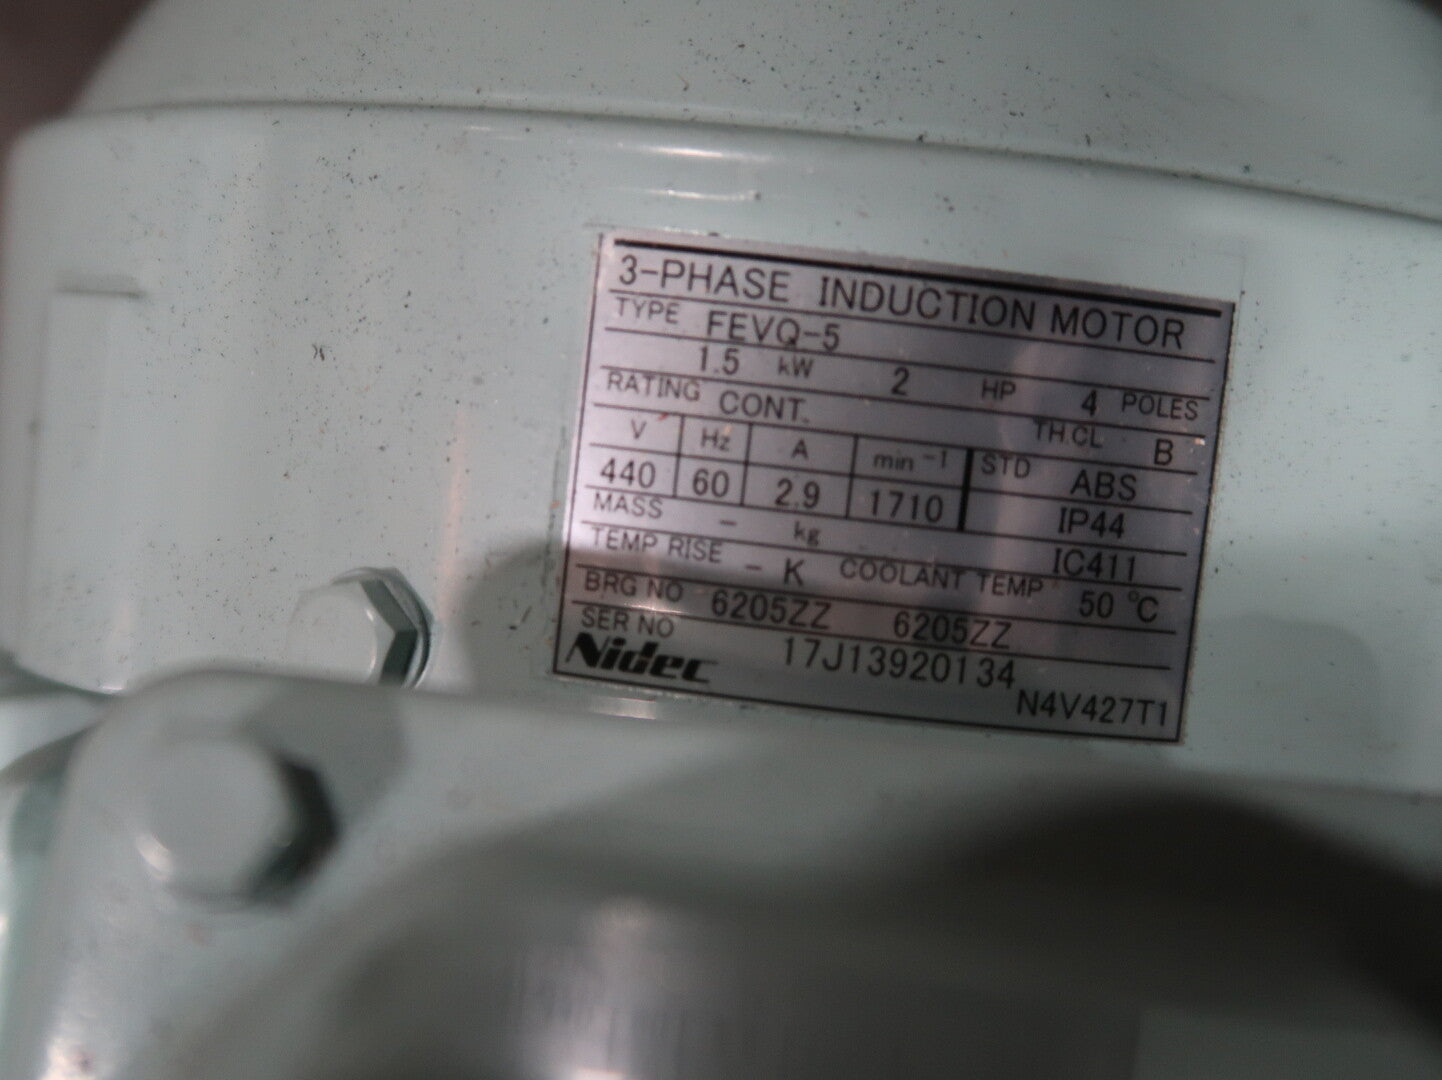 3-PHASE INDUCTION MOTOR
TYPE FEVQ-5
1.5 kW 2 HP 4 POLES
RATING CONT. TH.CL B
V Hz A min⁻¹ STD ABS
440 60 2.9 1710 IP44
MASS - kg IC411
TEMP RISE - K COOLANT TEMP 50 °C
BRG NO 6205ZZ 6205ZZ
SER NO 17J13920134
Nidec N4V427T1